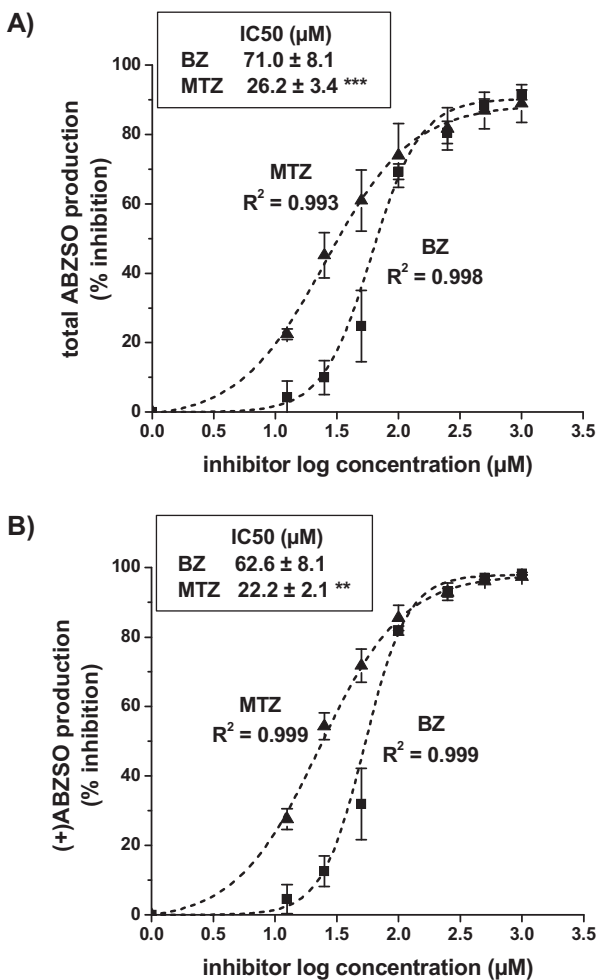 A)
IC50 (µM)
BZ 71.0 ± 8.1
MTZ 26.2 ± 3.4 ***
100
80
60
40
20
0
total ABZSO production
(% inhibition)
MTZ
R² = 0.993
BZ
R² = 0.998
0.0 0.5 1.0 1.5 2.0 2.5 3.0 3.5
inhibitor log concentration (µM)
B)
IC50 (µM)
BZ 62.6 ± 8.1
MTZ 22.2 ± 2.1 **
100
80
60
40
20
0
(+)ABZSO production
(% inhibition)
MTZ
R² = 0.999
BZ
R² = 0.999
0.0 0.5 1.0 1.5 2.0 2.5 3.0 3.5
inhibitor log concentration (µM)